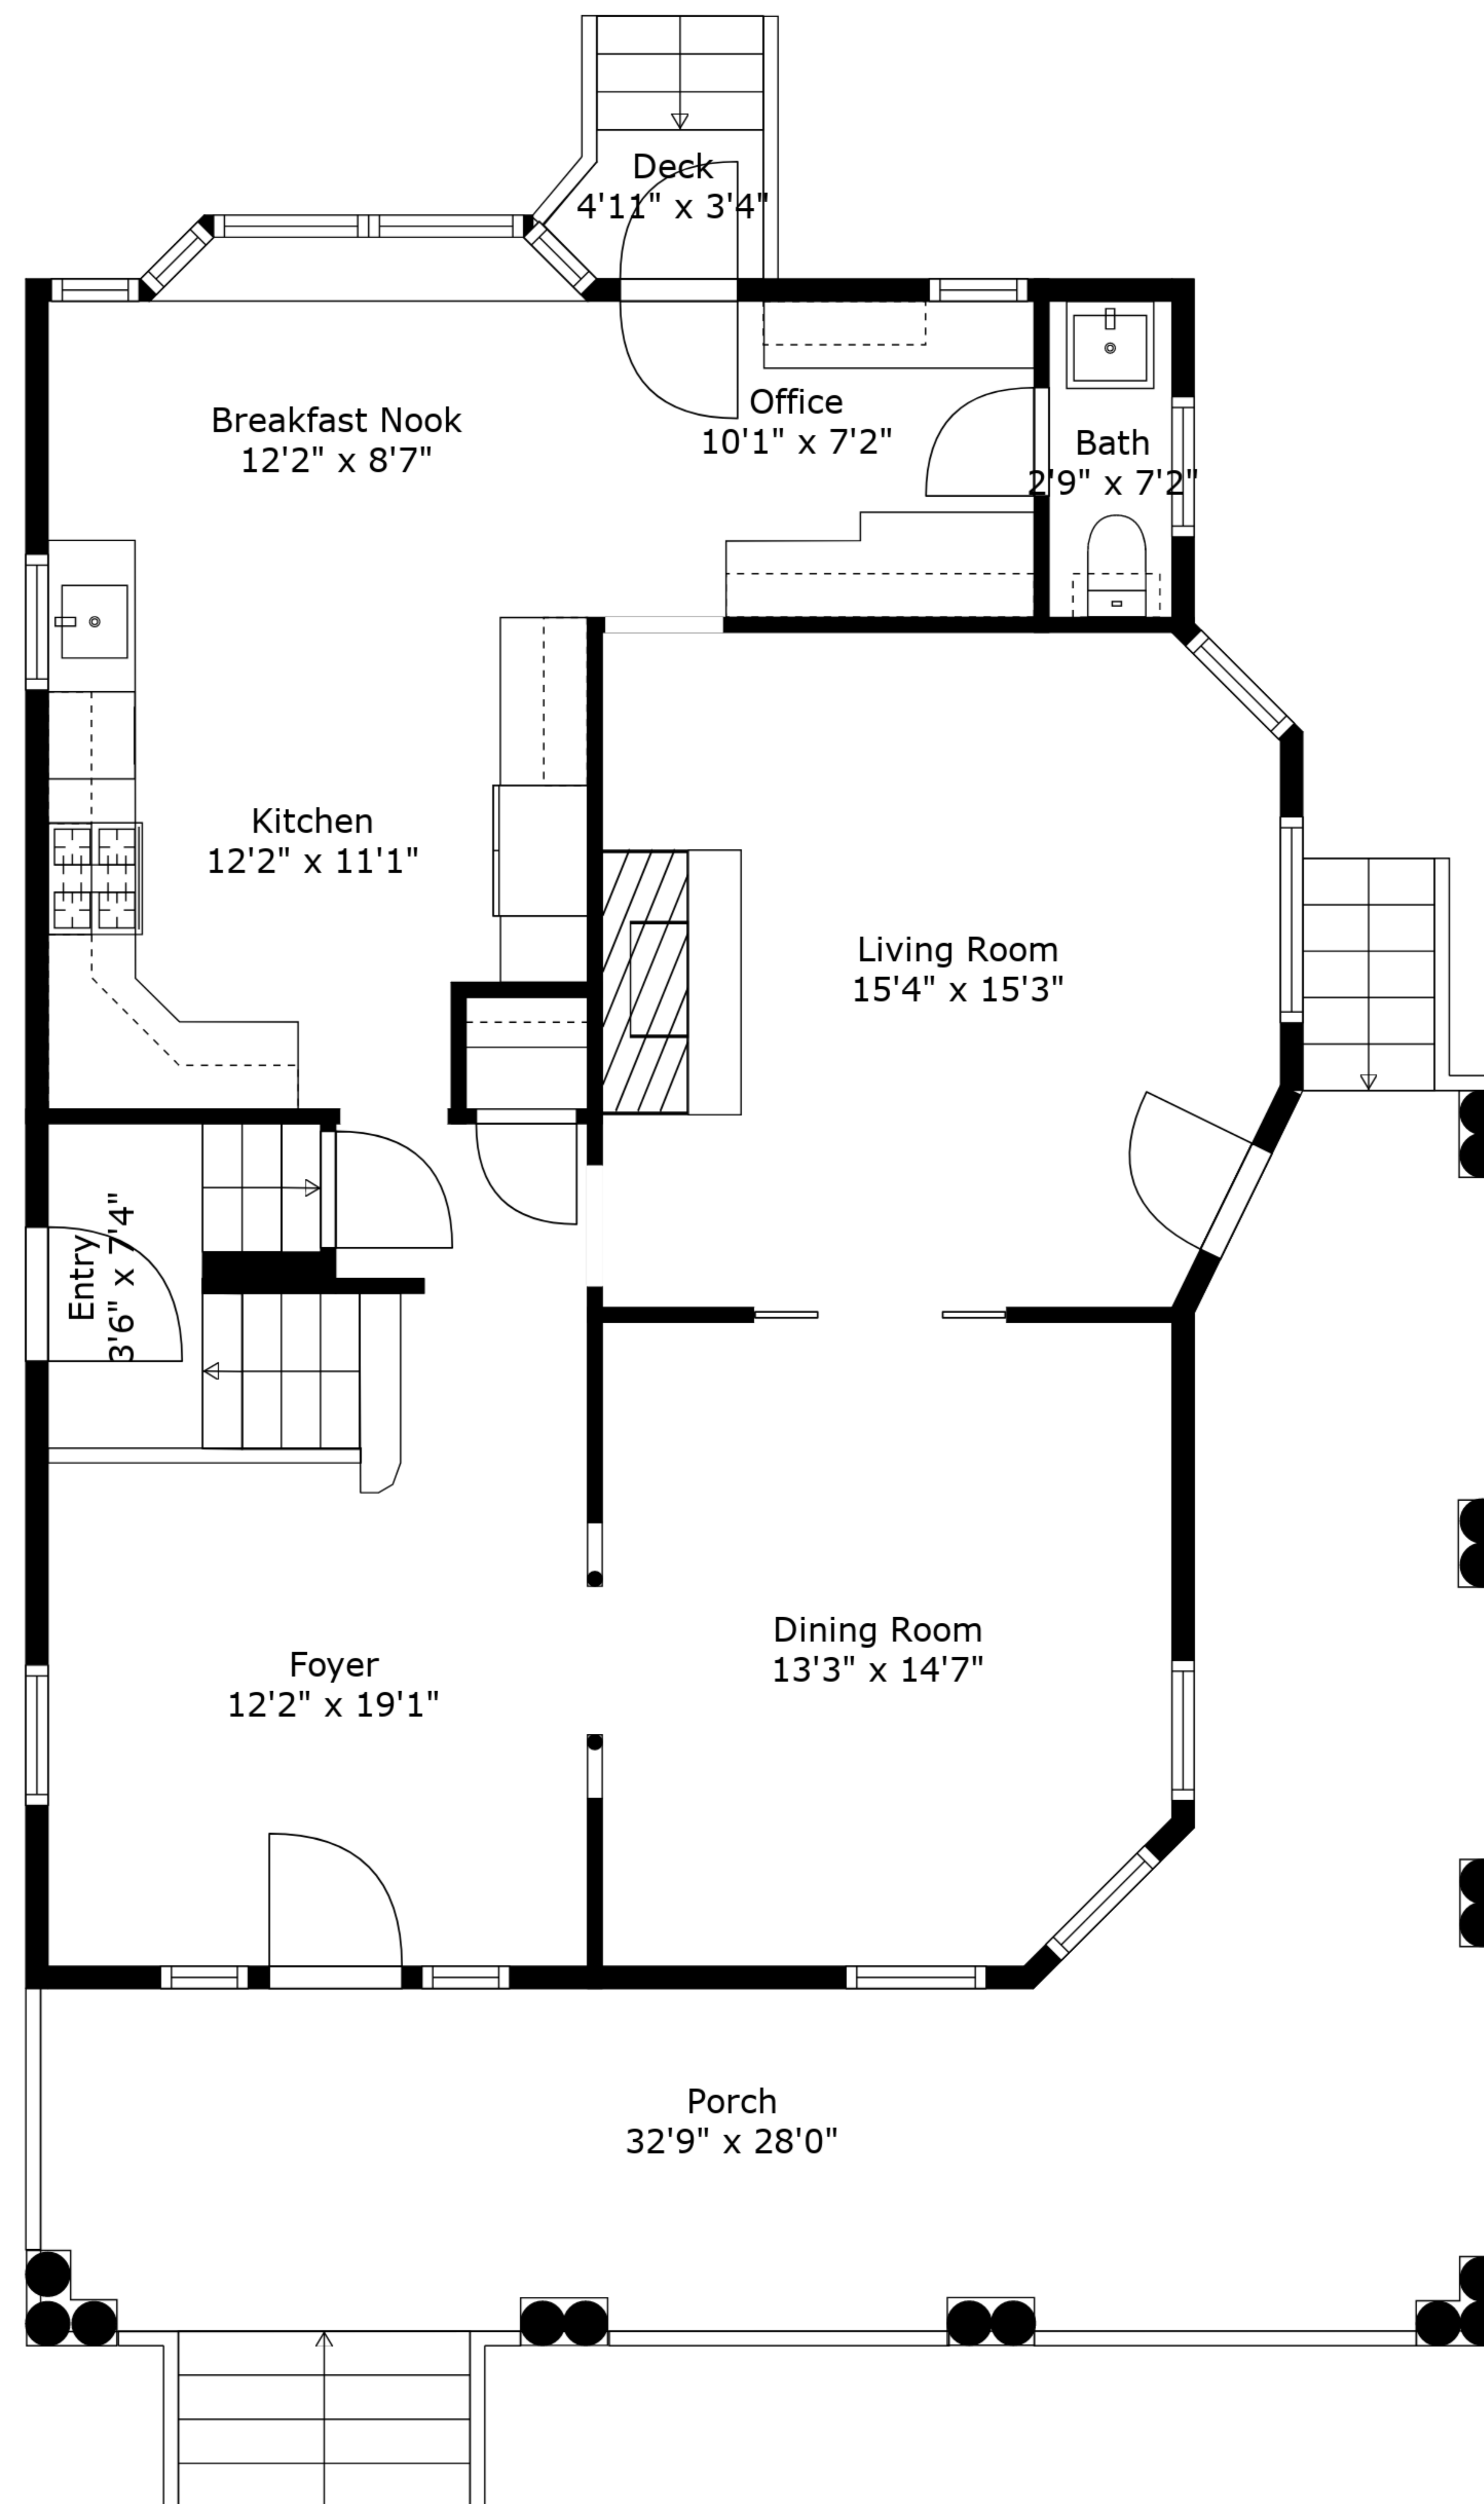 Deck
4'11" x 3'4"
Breakfast Nook
12'2" x 8'7"
Office
10'1" x 7'2"
Bath
2'9" x 7'2"
Kitchen
12'2" x 11'1"
Living Room
15'4" x 15'3"
Entry
3'6" x 7'4"
Dining Room
13'3" x 14'7"
Foyer
12'2" x 19'1"
Porch
32'9" x 28'0"